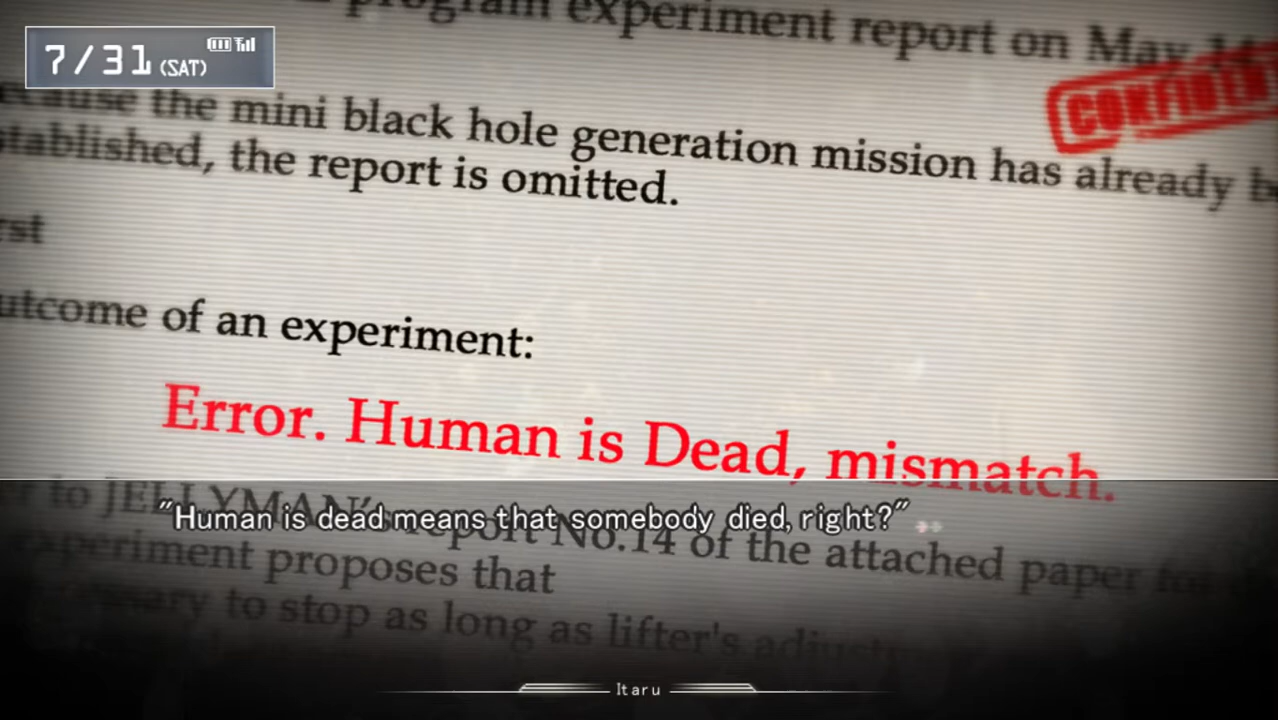 7/31 (SAT)
program experiment report on May
CONFIDENT
ecause the mini black hole generation mission has already b
stablished, the report is omitted.
rst
utcome of an experiment:
Error. Human is Dead, mismatch.
to JELLYMAN's report No.14 of the attached paper
"Human is dead means that somebody died, right?"
xperiment proposes that
to stop as long as lifter's
Itaru